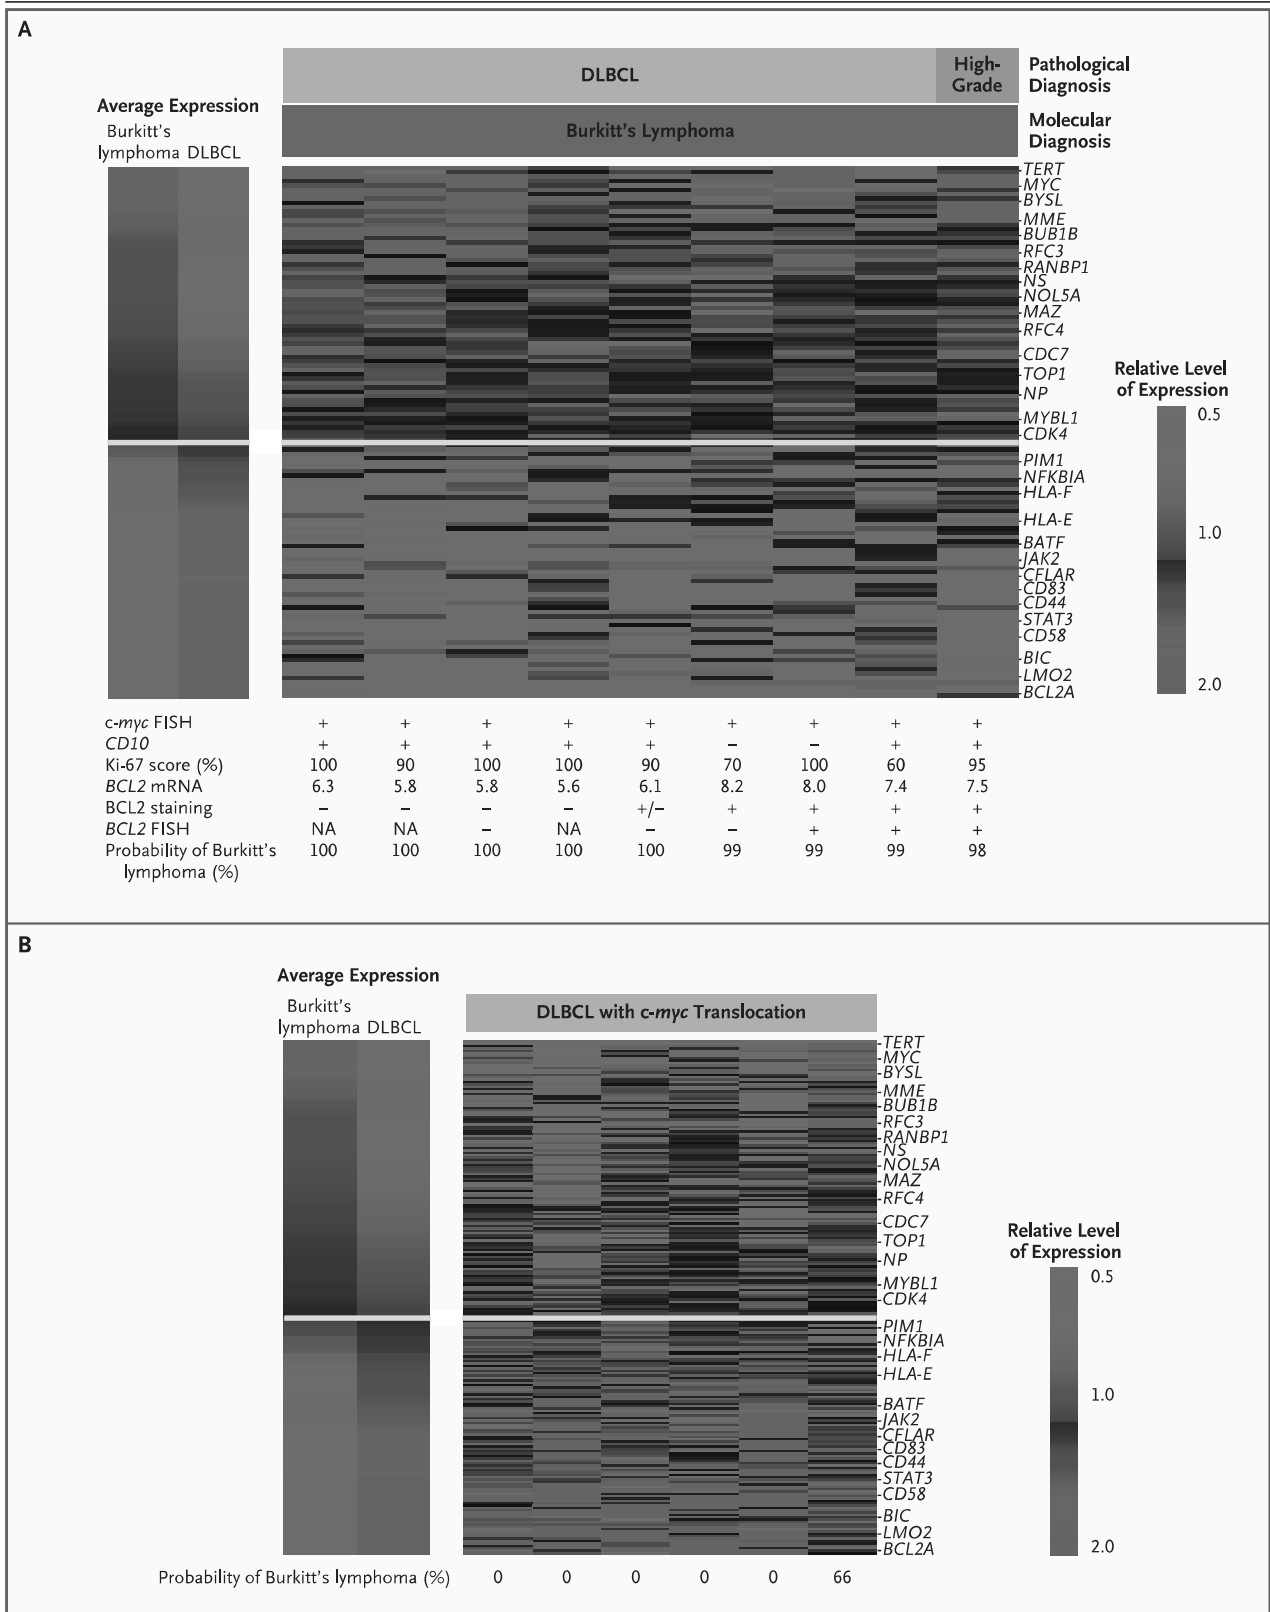 A
DLBCL
High-
Grade
Pathological
Diagnosis
Average Expression
Burkitt's
lymphoma DLBCL
Burkitt's Lymphoma
Molecular
Diagnosis
TERT
MYC
BYSL
MME
BUB1B
RFC3
RANBP1
NS
NOL5A
MAZ
RFC4
CDC7
TOP1
NP
MYBL1
CDK4
PIM1
NFKBIA
HLA-F
HLA-E
BATF
JAK2
CFLAR
CD83
CD44
STAT3
CD58
BIC
LMO2
BCL2A
Relative Level
of Expression
0.5
1.0
2.0
c-myc FISH + + + + + + + + +
CD10 + + + + + – – + +
Ki-67 score (%) 100 90 100 100 90 70 100 60 95
BCL2 mRNA 6.3 5.8 5.8 5.6 6.1 8.2 8.0 7.4 7.5
BCL2 staining – – – – +/– + + + +
BCL2 FISH NA NA – NA – – + + +
Probability of Burkitt's 100 100 100 100 100 99 99 99 98
lymphoma (%)
B
Average Expression
Burkitt's
lymphoma DLBCL
DLBCL with c-myc Translocation
TERT
MYC
BYSL
MME
BUB1B
RFC3
RANBP1
NS
NOL5A
MAZ
RFC4
CDC7
TOP1
NP
MYBL1
CDK4
PIM1
NFKBIA
HLA-F
HLA-E
BATF
JAK2
CFLAR
CD83
CD44
STAT3
CD58
BIC
LMO2
BCL2A
Relative Level
of Expression
0.5
1.0
2.0
Probability of Burkitt's lymphoma (%) 0 0 0 0 0 66